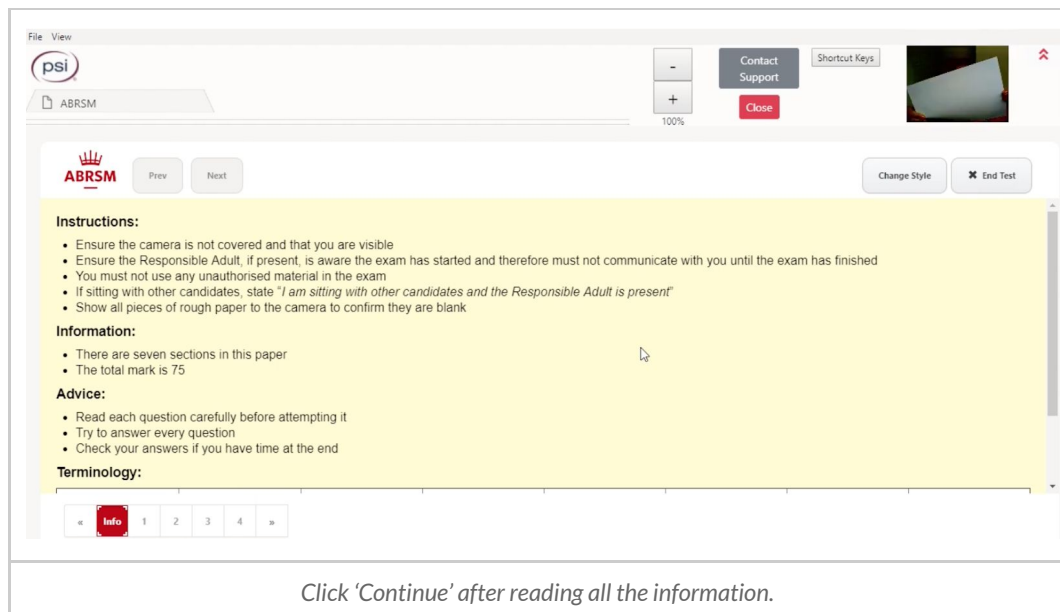 File View
psi
ABRSM
-
+
100%
Contact
Support
Close
Shortcut Keys
ABRSM
Prev
Next
Change Style
✖ End Test
Instructions:
• Ensure the camera is not covered and that you are visible
• Ensure the Responsible Adult, if present, is aware the exam has started and therefore must not communicate with you until the exam has finished
• You must not use any unauthorised material in the exam
• If sitting with other candidates, state "I am sitting with other candidates and the Responsible Adult is present"
• Show all pieces of rough paper to the camera to confirm they are blank
Information:
• There are seven sections in this paper
• The total mark is 75
Advice:
• Read each question carefully before attempting it
• Try to answer every question
• Check your answers if you have time at the end
Terminology:
« Info 1 2 3 4 »
Click ‘Continue’ after reading all the information.